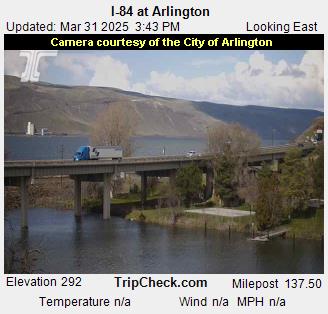 I-84 at Arlington
Updated: Mar 31 2025 3:43 PM Looking East
Camera courtesy of the City of Arlington
Elevation 292 TripCheck.com Milepost 137.50
Temperature n/a Wind n/a MPH n/a